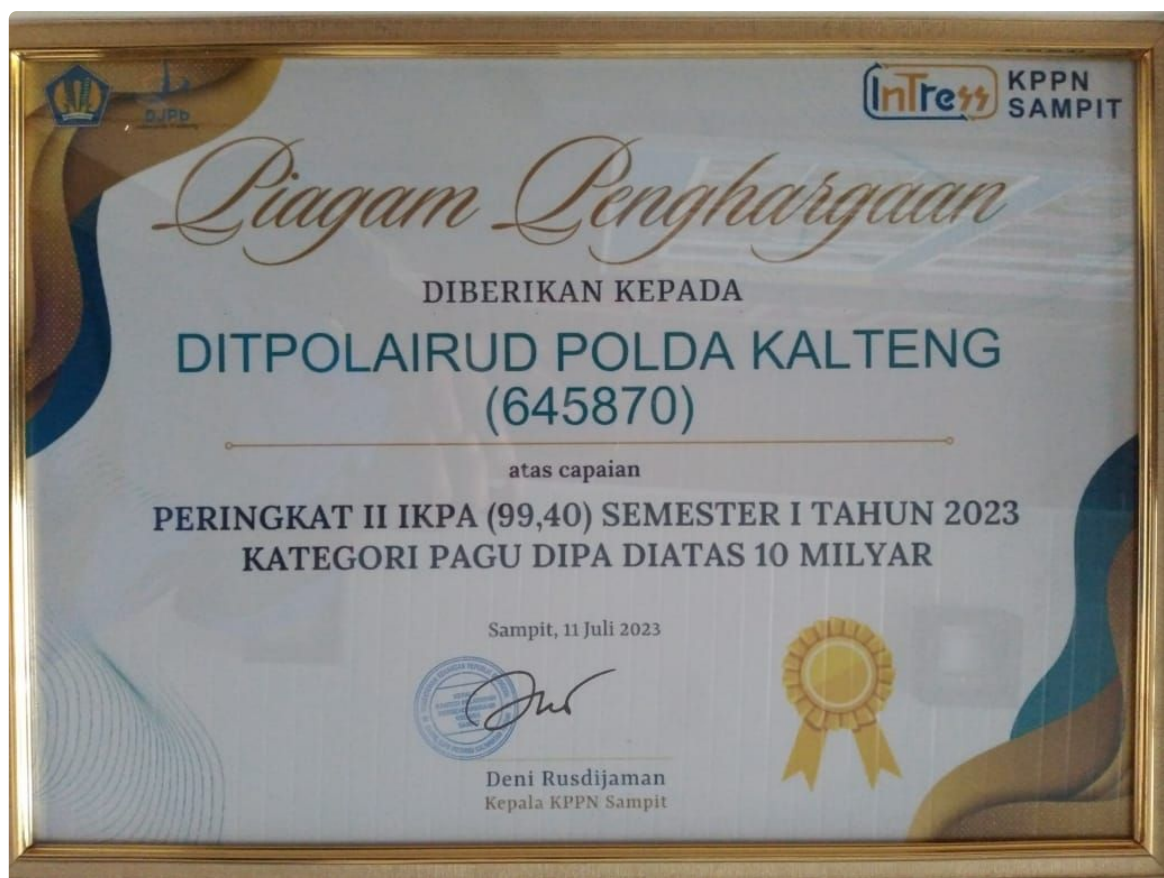 DJPb
InTress KPPN
SAMPIT
Piagam Penghargaan
DIBERIKAN KEPADA
DITPOLAIRUD POLDA KALTENG
(645870)
atas capaian
PERINGKAT II IKPA (99,40) SEMESTER I TAHUN 2023
KATEGORI PAGU DIPA DIATAS 10 MILYAR
Sampit, 11 Juli 2023
Deni Rusdijaman
Kepala KPPN Sampit